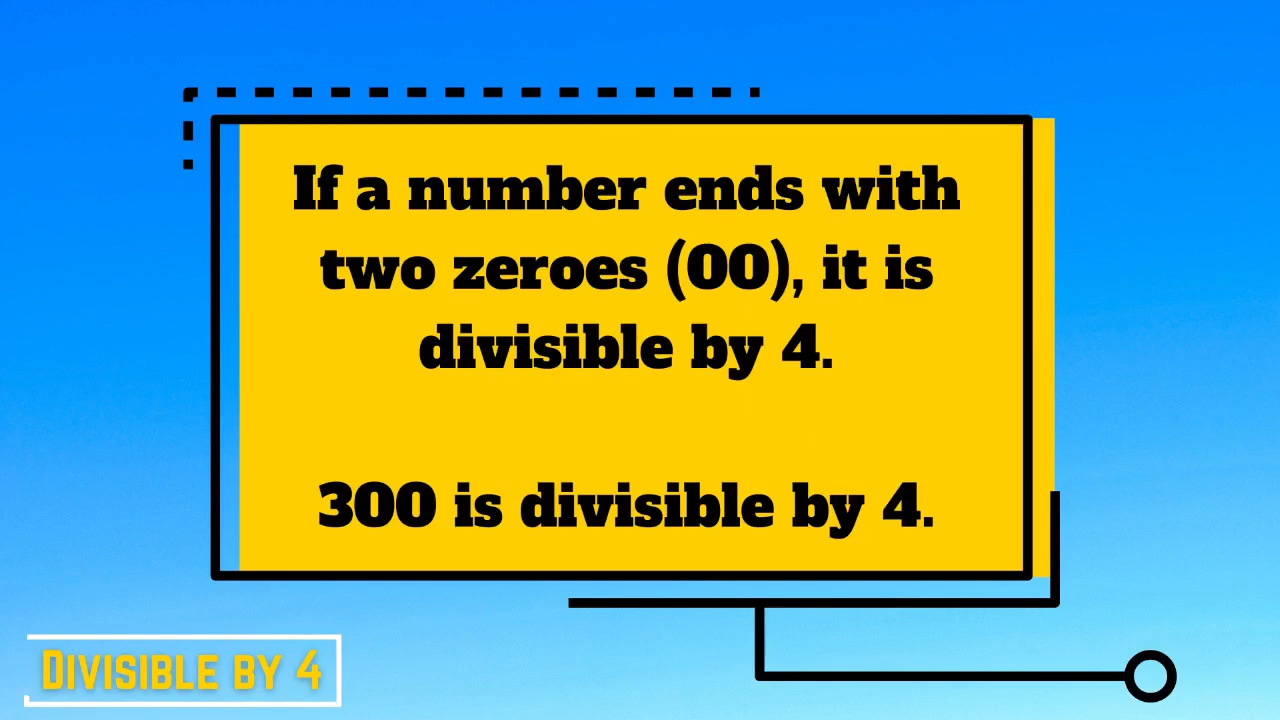 If a number ends with
two zeroes (00), it is
divisible by 4.
300 is divisible by 4.
Divisible by 4